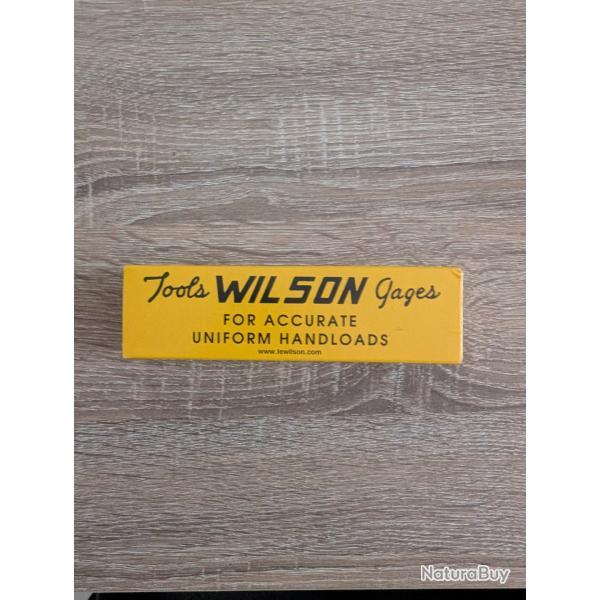 Tools WILSON Gages
FOR ACCURATE
UNIFORM HANDLOADS
www.lewilson.com
NaturaBuy